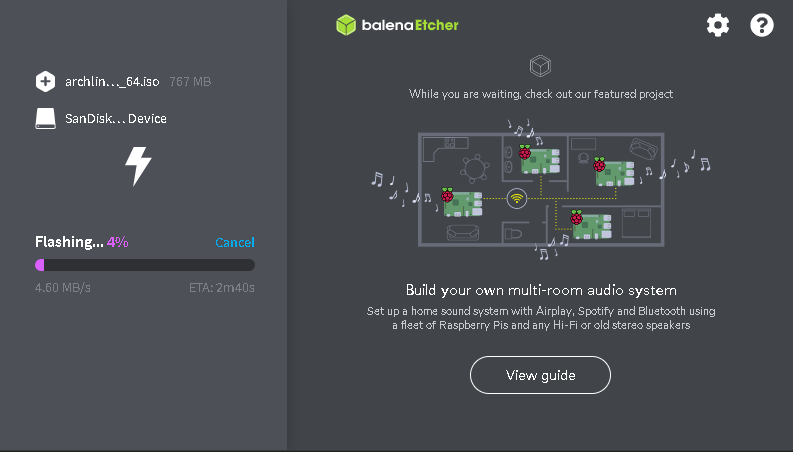 balenaEtcher
archlin…_64.iso 767 MB
SanDisk… Device
Flashing... 4% Cancel
4.60 MB/s ETA: 2m40s
While you are waiting, check out our featured project
Build your own multi-room audio system
Set up a home sound system with Airplay, Spotify and Bluetooth using
a fleet of Raspberry Pis and any Hi-Fi or old stereo speakers
View guide